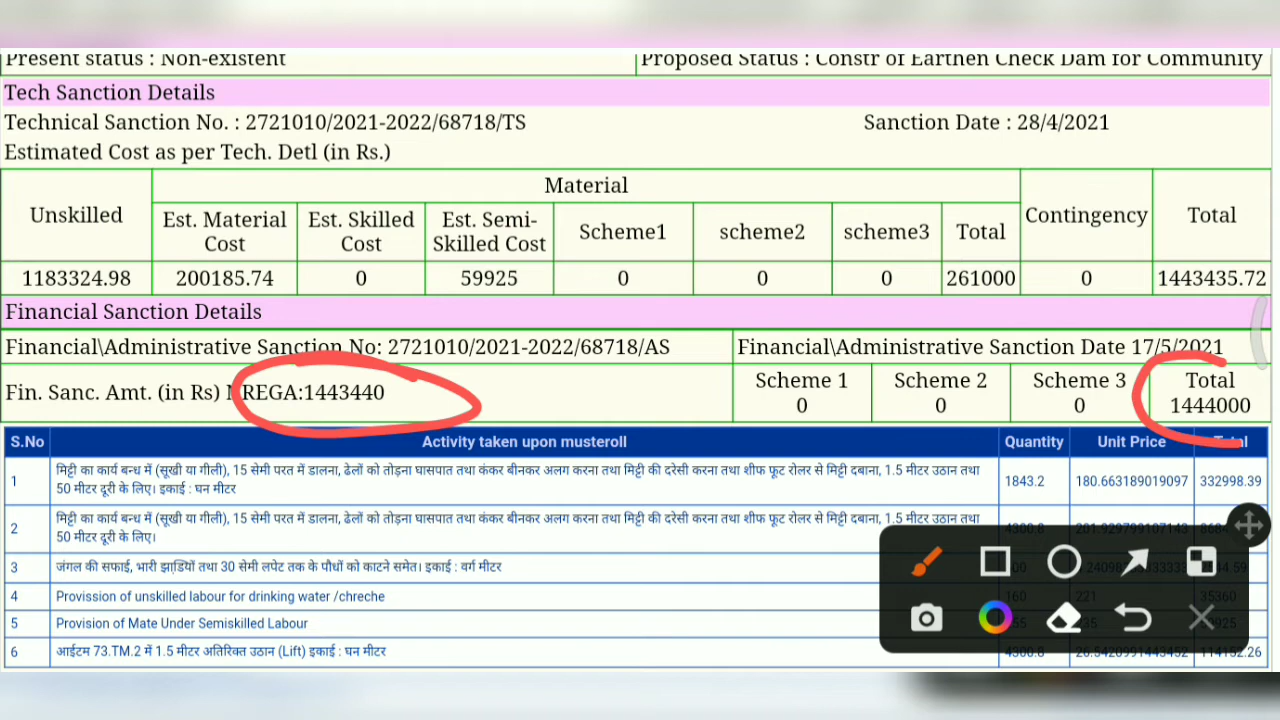 Present status : Non-existent
Proposed Status : Constr of Earthen Check Dam for Community
Tech Sanction Details
Technical Sanction No. : 2721010/2021-2022/68718/TS
Sanction Date : 28/4/2021
Estimated Cost as per Tech. Detl (in Rs.)
Unskilled
Material
Contingency
Total
Est. Material Cost
Est. Skilled Cost
Est. Semi-Skilled Cost
Scheme1
scheme2
scheme3
Total
1183324.98 200185.74 0 59925 0 0 0 261000 0 1443435.72
Financial Sanction Details
Financial\Administrative Sanction No: 2721010/2021-2022/68718/AS
Financial\Administrative Sanction Date 17/5/2021
Fin. Sanc. Amt. (in Rs) NREGA:1443440
Scheme 1 Scheme 2 Scheme 3 Total
0 0 0 1444000
S.No Activity taken upon musteroll Quantity Unit Price Total
1 मिट्टी का कार्य बन्ध में (सूखी या गीली), 15 सेमी परत में डालना, ढेलों को तोड़ना घासपात तथा कंकर बीनकर अलग करना तथा मिट्टी की दरेसी करना तथा शीफ फूट रोलर से मिट्टी दबाना, 1.5 मीटर उठान तथा
50 मीटर दूरी के लिए। इकाई : घन मीटर
1843.2 180.663189019097 332998.39
2 मिट्टी का कार्य बन्ध में (सूखी या गीली), 15 सेमी परत में डालना, ढेलों को तोड़ना घासपात तथा कंकर बीनकर अलग करना तथा मिट्टी की दरेसी करना तथा शीफ फूट रोलर से मिट्टी दबाना, 1.5 मीटर उठान तथा
50 मीटर दूरी के लिए।
3 जंगल की सफाई, भारी झाड़ियों तथा 30 सेमी लपेट तक के पौधों को काटने समेत। इकाई : वर्ग मीटर
4 Provission of unskilled labour for drinking water /chreche 160 221 35360
5 Provision of Mate Under Semiskilled Labour
6 आईटम 73.TM.2 में 1.5 मीटर अतिरिक्त उठान (Lift) इकाई : घन मीटर 4300.8